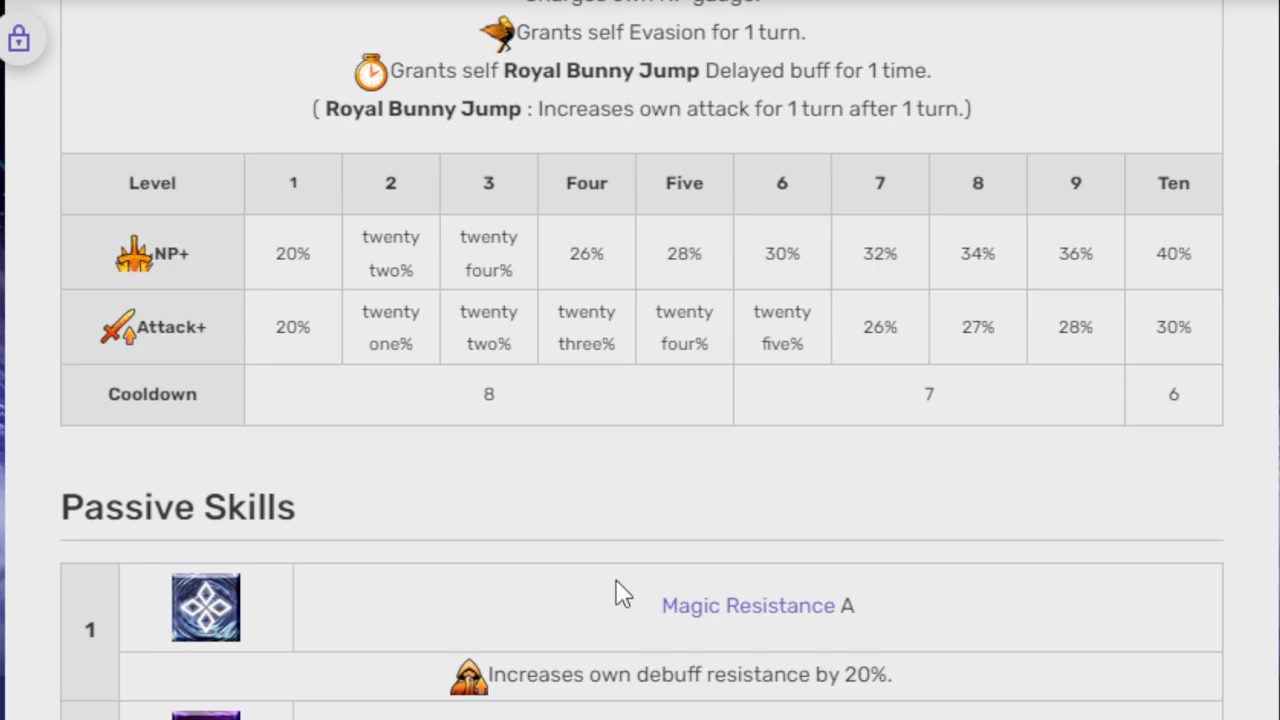 Charges own NP gauge.
Grants self Evasion for 1 turn.
Grants self Royal Bunny Jump Delayed buff for 1 time.
( Royal Bunny Jump : Increases own attack for 1 turn after 1 turn.)
Level 1 2 3 Four Five 6 7 8 9 Ten
NP+ 20% twenty two% twenty four% 26% 28% 30% 32% 34% 36% 40%
Attack+ 20% twenty one% twenty two% twenty three% twenty four% twenty five% 26% 27% 28% 30%
Cooldown 8 7 6
Passive Skills
1 Magic Resistance A
Increases own debuff resistance by 20%.